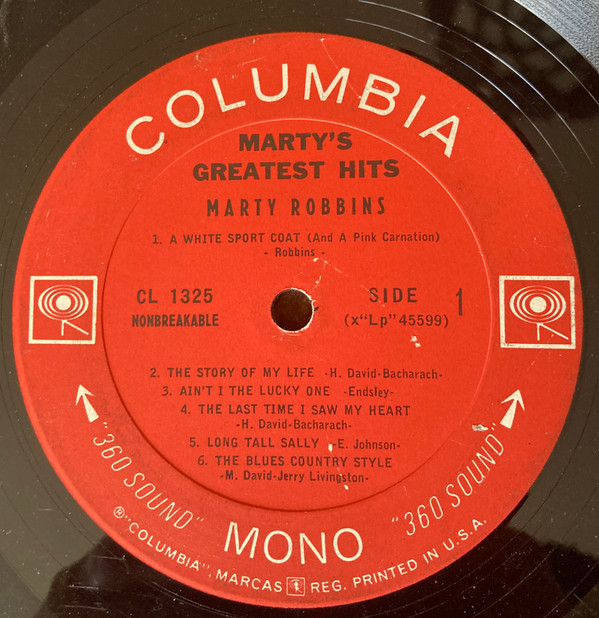 COLUMBIA
MARTY'S
GREATEST HITS
MARTY ROBBINS
1. A WHITE SPORT COAT (And A Pink Carnation)
- Robbins -
CL 1325
NONBREAKABLE
SIDE 1
(x"Lp" 45599)
2. THE STORY OF MY LIFE -H. David-Bacharach-
3. AIN'T I THE LUCKY ONE -Endsley-
4. THE LAST TIME I SAW MY HEART
-H. David-Bacharach-
5. LONG TALL SALLY -E. Johnson-
6. THE BLUES COUNTRY STYLE
-M. David-Jerry Livingston-
"360 SOUND" MONO "360 SOUND"
® "COLUMBIA", MARCAS REG. PRINTED IN U.S.A.